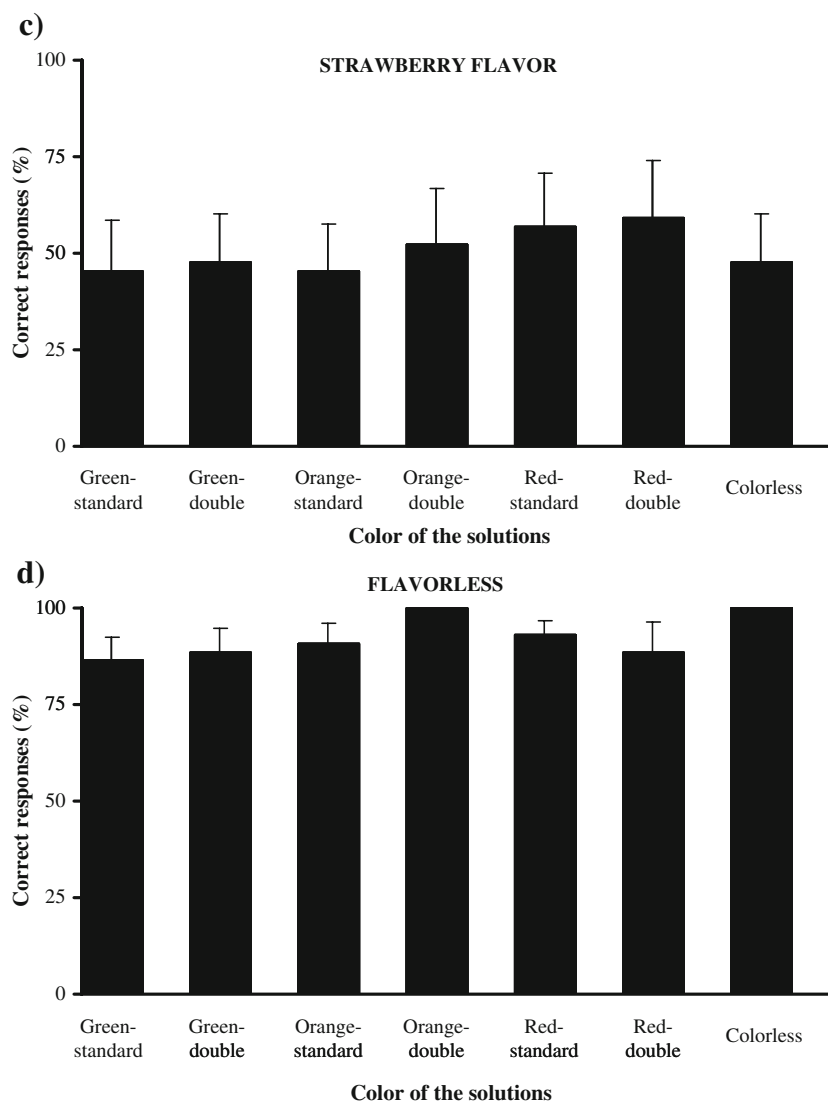 c)
STRAWBERRY FLAVOR
Correct responses (%)
100
75
50
25
0
Green-
standard
Green-
double
Orange-
standard
Orange-
double
Red-
standard
Red-
double
Colorless
Color of the solutions
d)
FLAVORLESS
Correct responses (%)
100
75
50
25
0
Green-
standard
Green-
double
Orange-
standard
Orange-
double
Red-
standard
Red-
double
Colorless
Color of the solutions